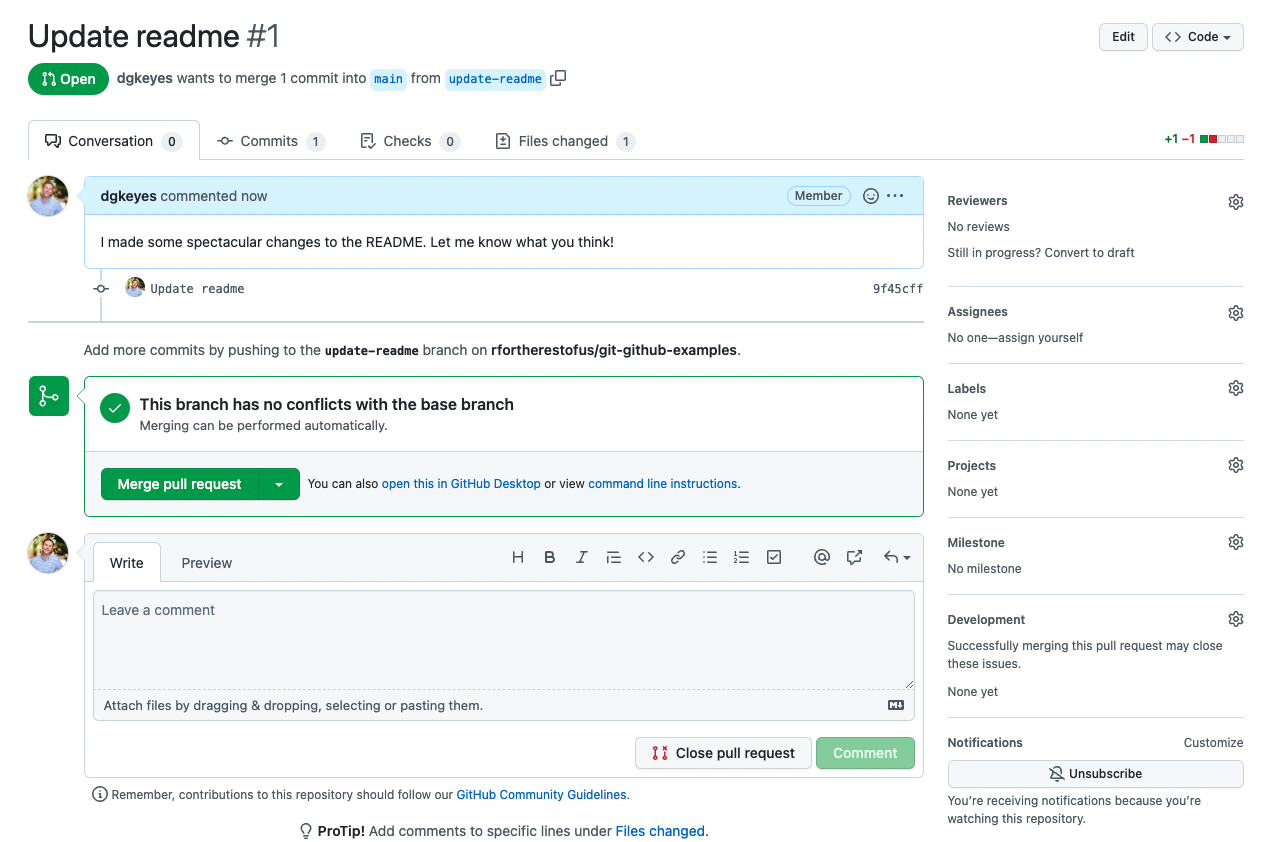 Update readme #1
Edit
Code
Open
dgkeyes wants to merge 1 commit into main from update-readme
Conversation 0
Commits 1
Checks 0
Files changed 1
+1 −1
dgkeyes commented now
Member
I made some spectacular changes to the README. Let me know what you think!
Update readme
9f45cff
Add more commits by pushing to the update-readme branch on rfortherestofus/git-github-examples.
This branch has no conflicts with the base branch
Merging can be performed automatically.
Merge pull request
You can also open this in GitHub Desktop or view command line instructions.
Write
Preview
Leave a comment
Attach files by dragging & dropping, selecting or pasting them.
Close pull request
Comment
Remember, contributions to this repository should follow our GitHub Community Guidelines.
ProTip! Add comments to specific lines under Files changed.
Reviewers
No reviews
Still in progress? Convert to draft
Assignees
No one—assign yourself
Labels
None yet
Projects
None yet
Milestone
No milestone
Development
Successfully merging this pull request may close
these issues.
None yet
Notifications
Customize
Unsubscribe
You’re receiving notifications because you’re
watching this repository.